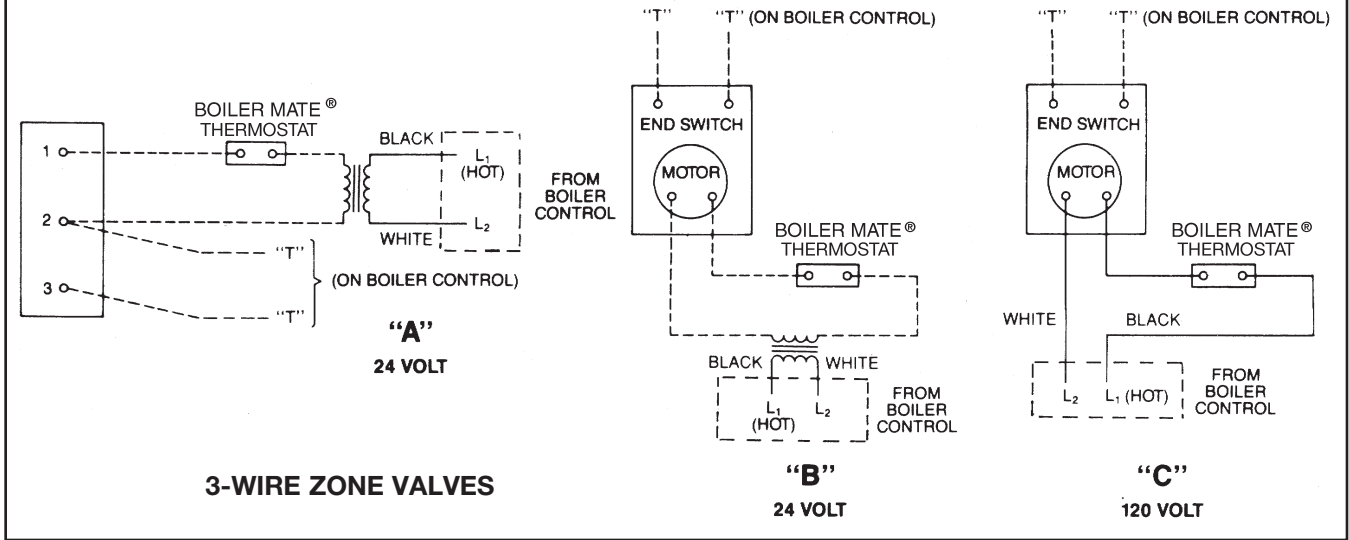 BOILER MATE®
THERMOSTAT
1
2
3
BLACK
L1
(HOT)
L2
WHITE
FROM
BOILER
CONTROL
"T"
"T"
(ON BOILER CONTROL)
"A"
24 VOLT
3-WIRE ZONE VALVES
"T" "T" (ON BOILER CONTROL)
END SWITCH
MOTOR
BOILER MATE®
THERMOSTAT
BLACK WHITE
L1 L2
(HOT)
FROM
BOILER
CONTROL
"B"
24 VOLT
"T" "T" (ON BOILER CONTROL)
END SWITCH
MOTOR
BOILER MATE®
THERMOSTAT
WHITE BLACK
L2 L1 (HOT)
FROM
BOILER
CONTROL
"C"
120 VOLT